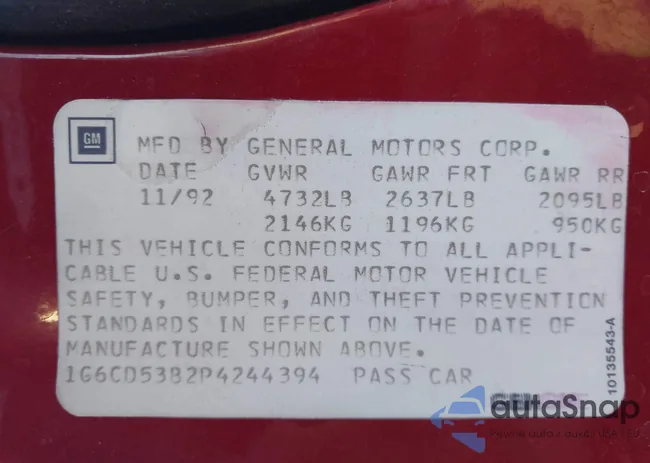 GM
MFD BY GENERAL MOTORS CORP.
DATE GVWR GAWR FRT GAWR RR
11/92 4732LB 2637LB 2095LB
2146KG 1196KG 950KG
THIS VEHICLE CONFORMS TO ALL APPLI-
CABLE U.S. FEDERAL MOTOR VEHICLE
SAFETY, BUMPER, AND THEFT PREVENTION
STANDARDS IN EFFECT ON THE DATE OF
MANUFACTURE SHOWN ABOVE.
1G6CD53B2P4244394 PASS CAR
10135543-A
autaSnap